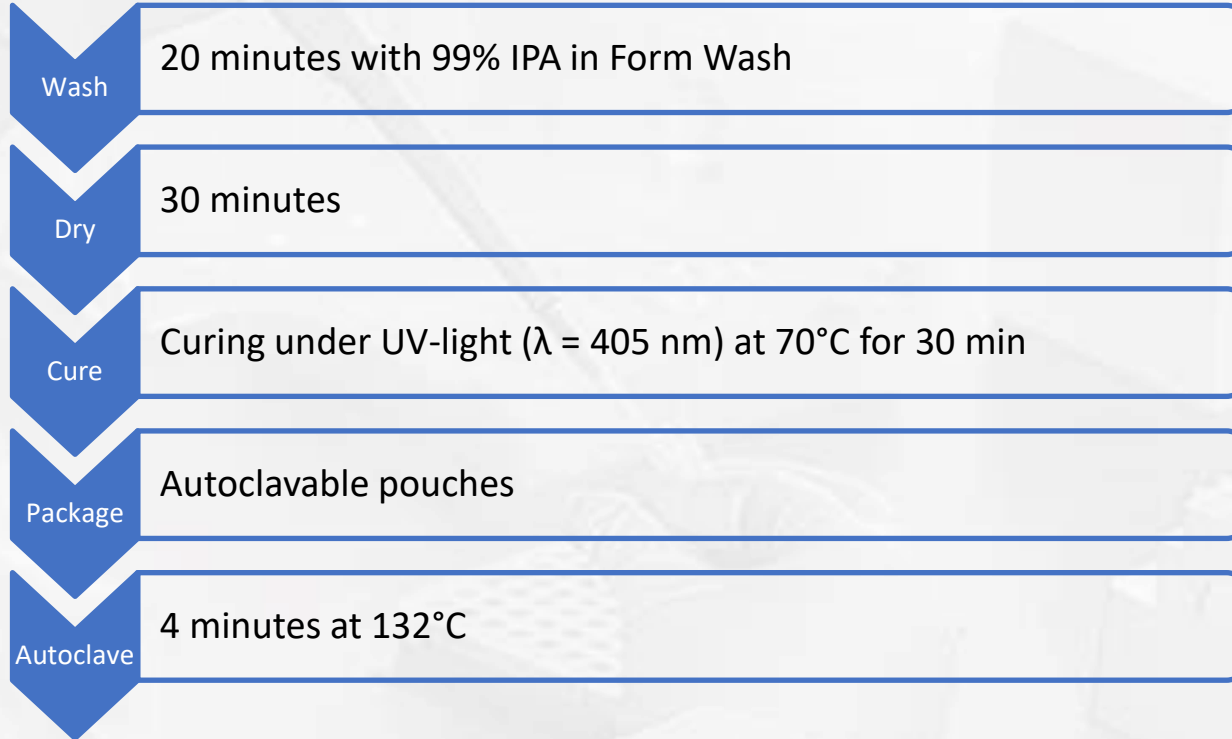 Wash
20 minutes with 99% IPA in Form Wash
Dry
30 minutes
Cure
Curing under UV-light (λ = 405 nm) at 70°C for 30 min
Package
Autoclavable pouches
Autoclave
4 minutes at 132°C